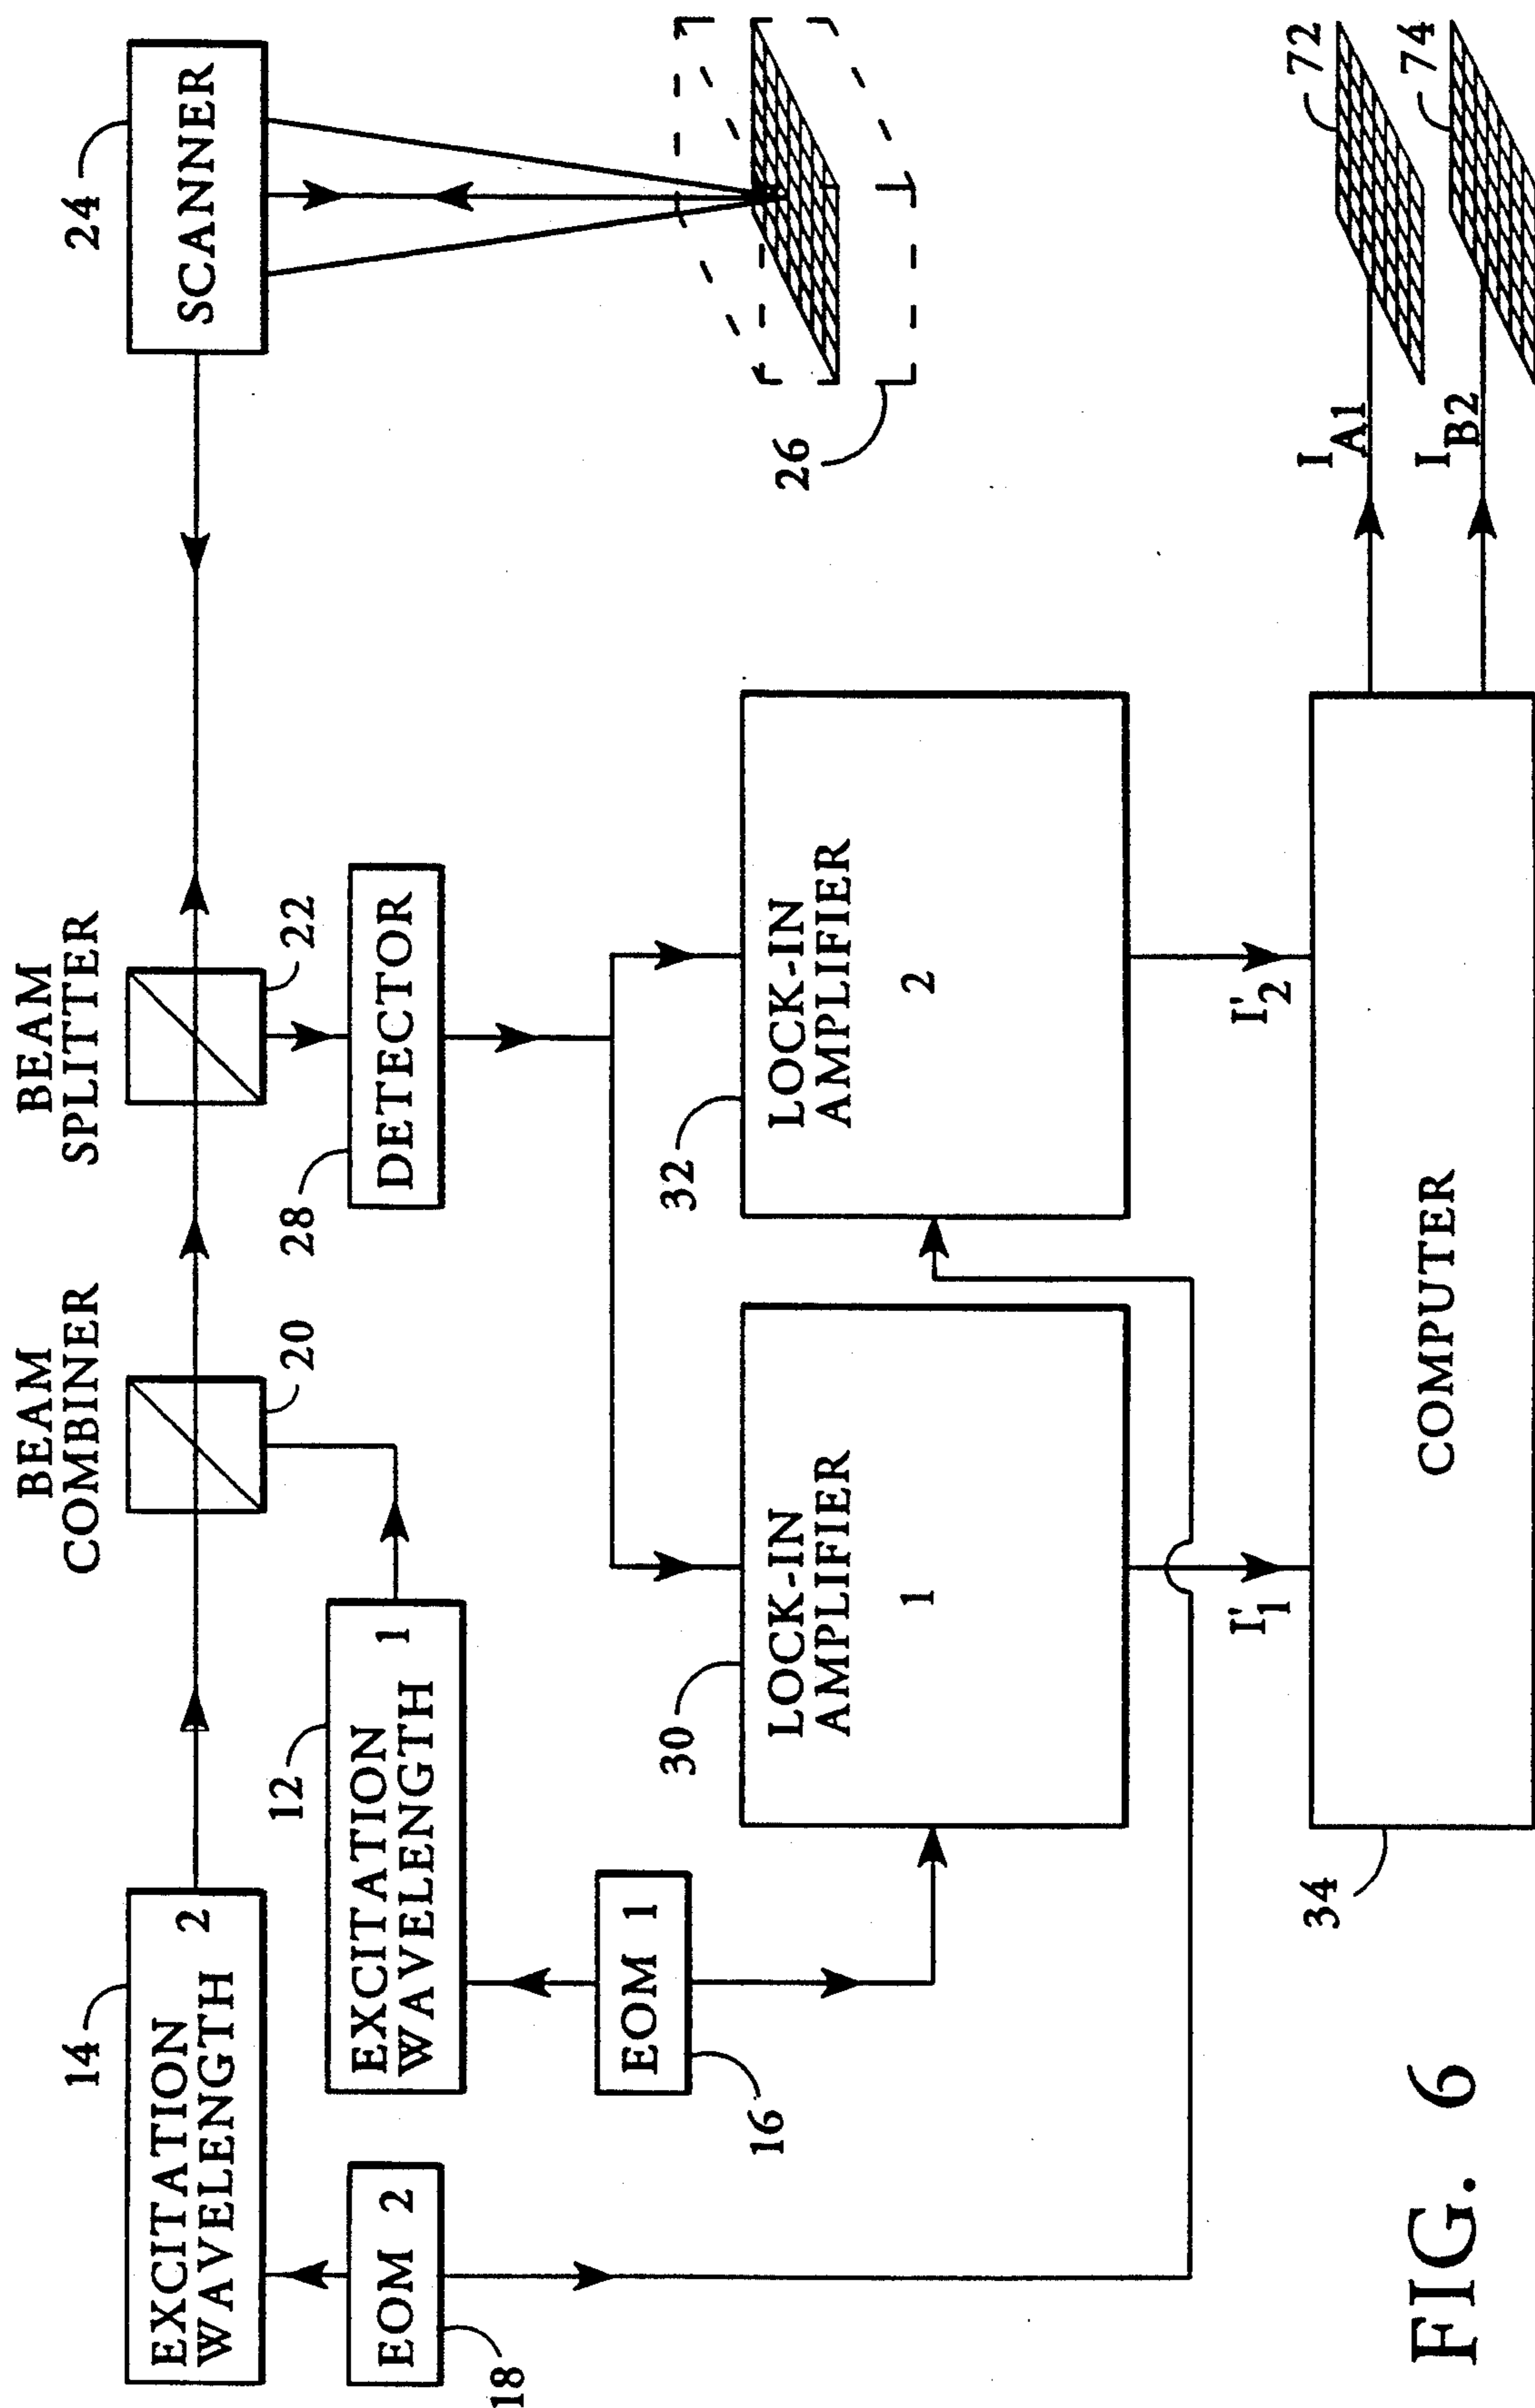 14
EXCITATION
WAVELENGTH 2
BEAM
COMBINER
20
BEAM
SPLITTER
22
24
SCANNER
12
EXCITATION
WAVELENGTH 1
28
DETECTOR
18
EOM 2
16
EOM 1
26
30
LOCK-IN
AMPLIFIER
1
32
LOCK-IN
AMPLIFIER
2
I'1
I'2
34
COMPUTER
IA1
72
IB2
74
FIG. 6